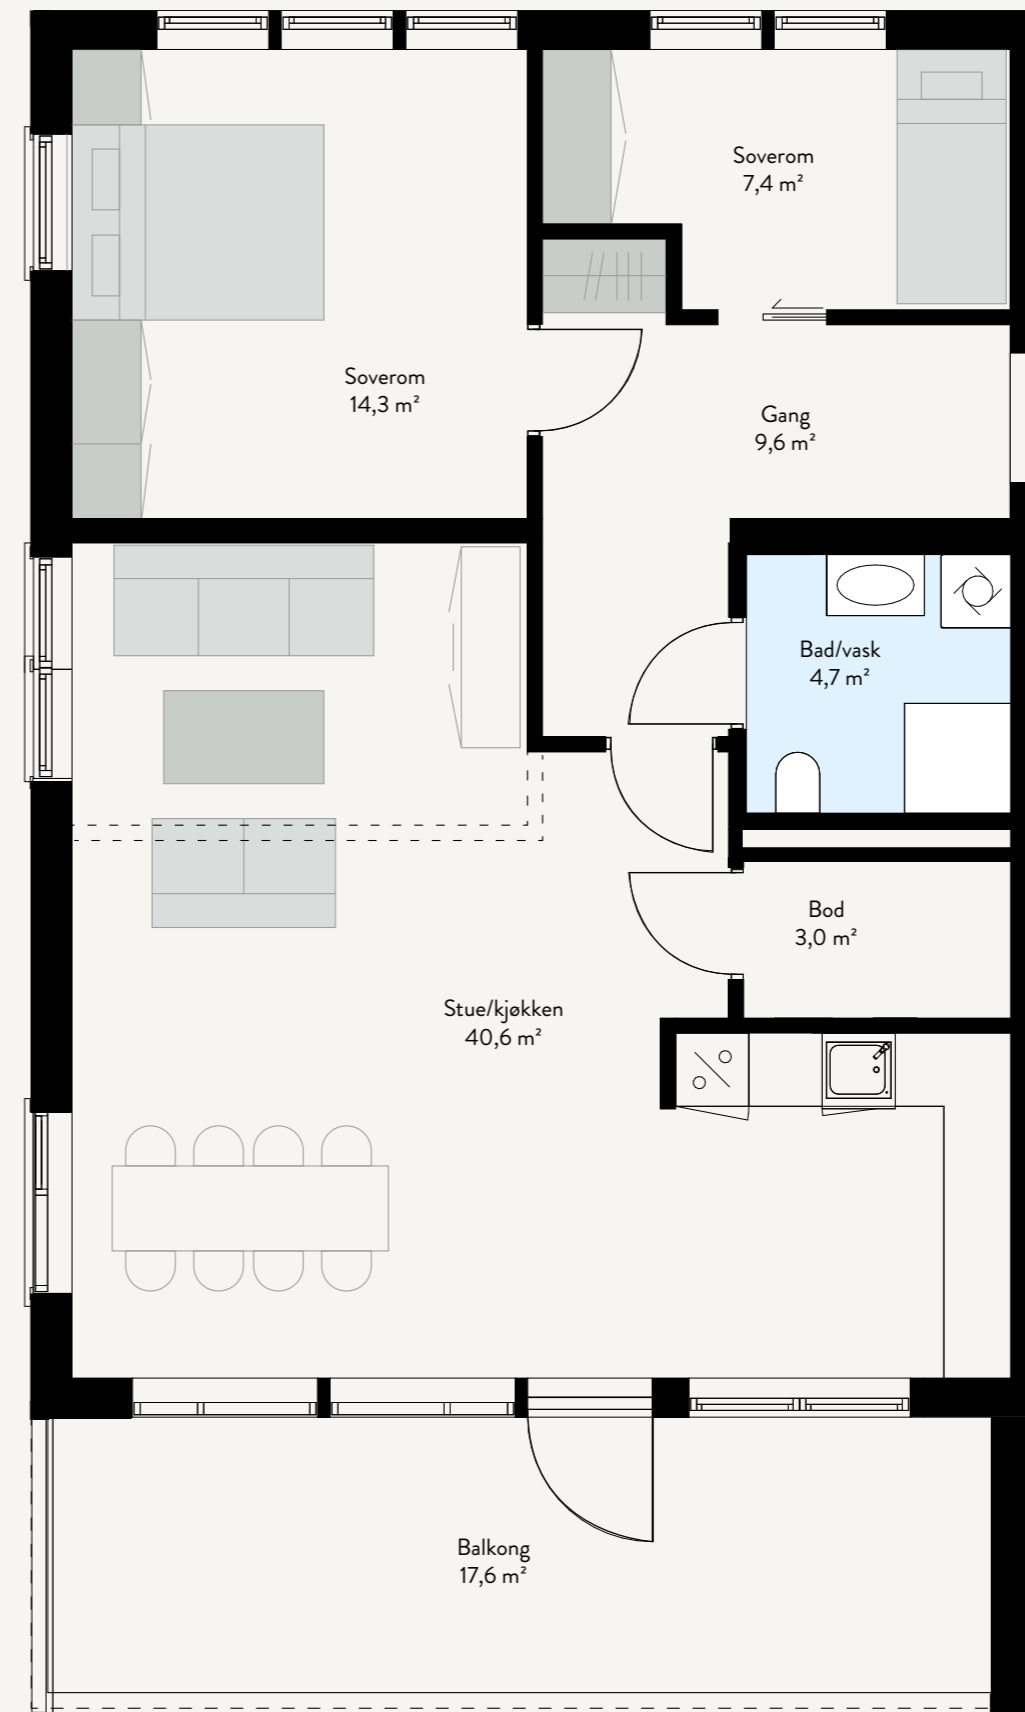 Soverom
7,4 m²
Soverom
14,3 m²
Gang
9,6 m²
Bad/vask
4,7 m²
Bod
3,0 m²
Stue/kjøkken
40,6 m²
Balkong
17,6 m²